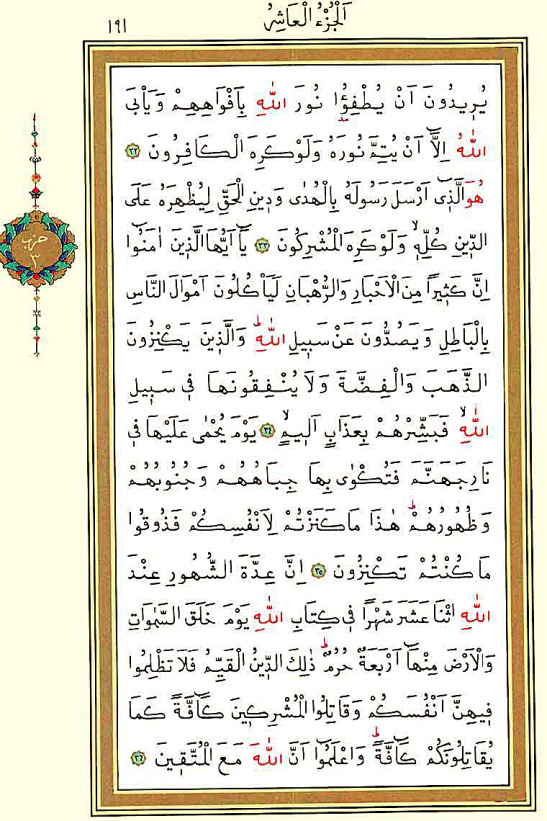 اَلْجُزْءُ الْعَاشِرُ
١٩١
يُرِيدُونَ اَنْ يُطْفِؤُ۫ا نُورَ اللّٰهِ بِاَفْوَاهِهِمْ وَيَأْبَى
اللّٰهُ اِلَّٓا اَنْ يُتِمَّ نُورَهُ وَلَوْ كَرِهَ الْكَافِرُونَ ﴿٣٢﴾
هُوَ الَّذٖٓى اَرْسَلَ رَسُولَهُ بِالْهُدٰى وَدٖينِ الْحَقِّ لِيُظْهِرَهُ عَلَى
الدّٖينِ كُلِّهٖۙ وَلَوْ كَرِهَ الْمُشْرِكُونَ ﴿٣٣﴾ يَٓا اَيُّهَا الَّذٖينَ اٰمَنُٓوا
اِنَّ كَثٖيراً مِنَ الْاَحْبَارِ وَالرُّهْبَانِ لَيَأْكُلُونَ اَمْوَالَ النَّاسِ
بِالْبَاطِلِ وَيَصُدُّونَ عَنْ سَبٖيلِ اللّٰهِؕ وَالَّذٖينَ يَكْنِزُونَ
الذَّهَبَ وَالْفِضَّةَ وَلَا يُنْفِقُونَهَا فٖى سَبٖيلِ
اللّٰهِۙ فَبَشِّرْهُمْ بِعَذَابٍ اَلٖيمٍۙ ﴿٣٤﴾ يَوْمَ يُحْمٰى عَلَيْهَا فٖى
نَارِ جَهَنَّمَ فَتُكْوٰى بِهَا جِبَاهُهُمْ وَجُنُوبُهُمْ
وَظُهُورُهُمْؕ هٰذَا مَا كَنَزْتُمْ لِاَنْفُسِكُمْ فَذُوقُوا
مَا كُنْتُمْ تَكْنِزُونَ ﴿٣٥﴾ اِنَّ عِدَّةَ الشُّهُورِ عِنْدَ
اللّٰهِ اثْنَا عَشَرَ شَهْراً فٖى كِتَابِ اللّٰهِ يَوْمَ خَلَقَ السَّمٰوَاتِ
وَالْاَرْضَ مِنْهَٓا اَرْبَعَةٌ حُرُمٌؕ ذٰلِكَ الدّٖينُ الْقَيِّمُ فَلَا تَظْلِمُوا
فٖيهِنَّ اَنْفُسَكُمْ وَقَاتِلُوا الْمُشْرِكٖينَ كَٓافَّةً كَمَا
يُقَاتِلُونَكُمْ كَٓافَّةًؕ وَاعْلَمُٓوا اَنَّ اللّٰهَ مَعَ الْمُتَّقٖينَ ﴿٣٦﴾
حزب
٣